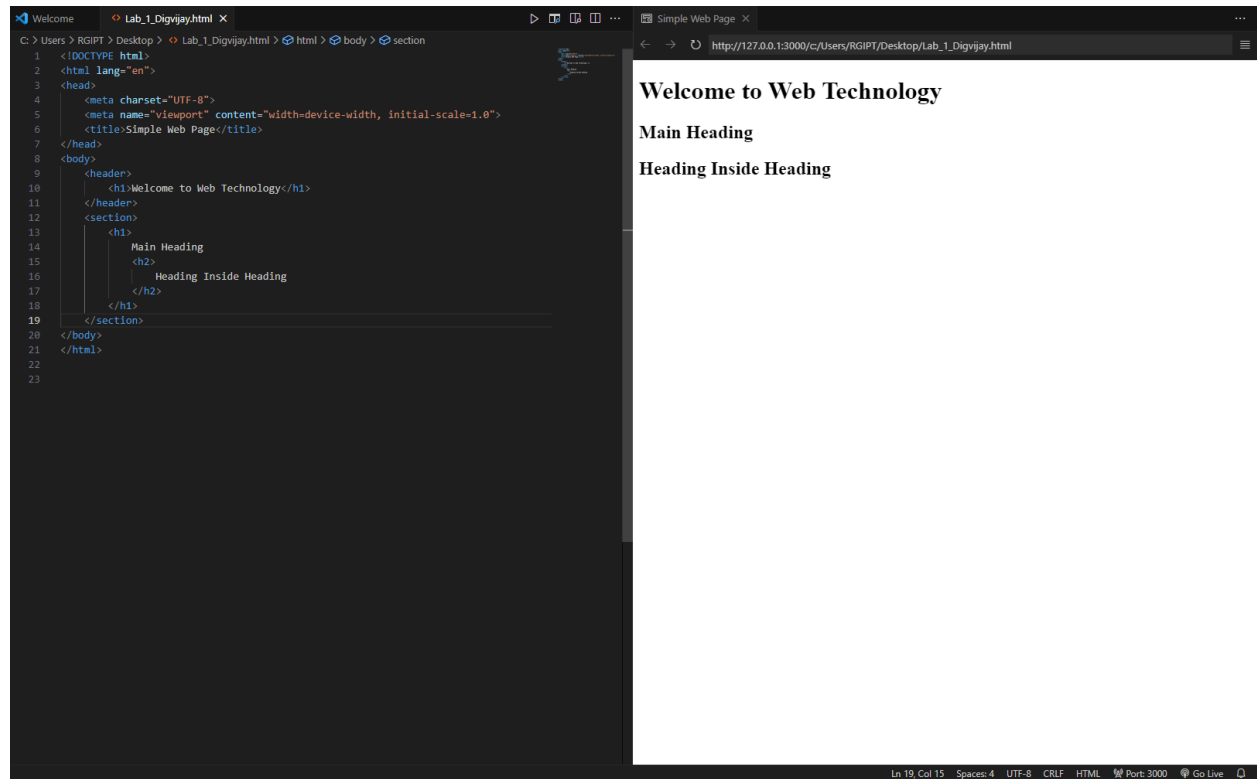 Welcome
Lab_1_Digvijay.html
C: > Users > RGIPT > Desktop > Lab_1_Digvijay.html > html > body > section
1 <!DOCTYPE html>
2 <html lang="en">
3 <head>
4     <meta charset="UTF-8">
5     <meta name="viewport" content="width=device-width, initial-scale=1.0">
6     <title>Simple Web Page</title>
7 </head>
8 <body>
9     <header>
10         <h1>Welcome to Web Technology</h1>
11     </header>
12     <section>
13         <h1>
14             Main Heading
15             <h2>
16                 Heading Inside Heading
17             </h2>
18         </h1>
19     </section>
20 </body>
21 </html>
22
23
Simple Web Page
http://127.0.0.1:3000/c:/Users/RGIPT/Desktop/Lab_1_Digvijay.html
Welcome to Web Technology
Main Heading
Heading Inside Heading
Ln 19, Col 15 Spaces: 4 UTF-8 CRLF HTML Port: 3000 Go Live